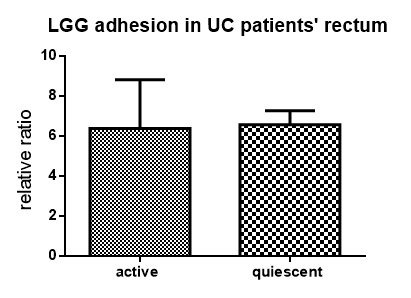 LGG adhesion in UC patients' rectum
relative ratio
10
8
6
4
2
0
active quiescent